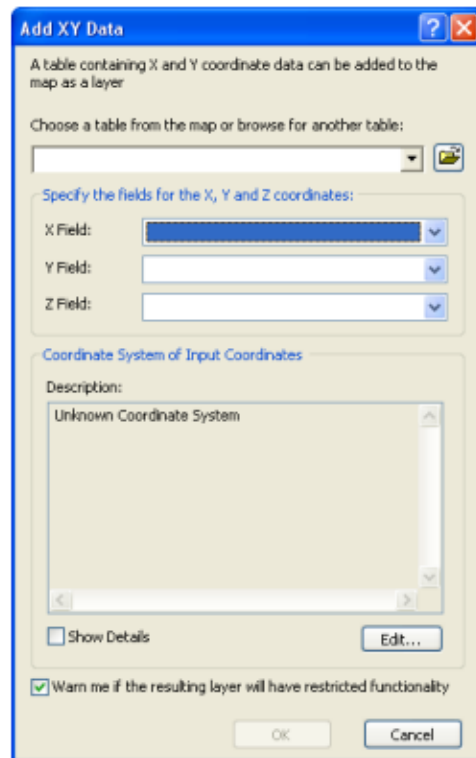 Add XY Data
A table containing X and Y coordinate data can be added to the
map as a layer
Choose a table from the map or browse for another table:
Specify the fields for the X, Y and Z coordinates:
X Field:
Y Field:
Z Field:
Coordinate System of Input Coordinates
Description:
Unknown Coordinate System
Show Details
Edit...
Warn me if the resulting layer will have restricted functionality
OK
Cancel